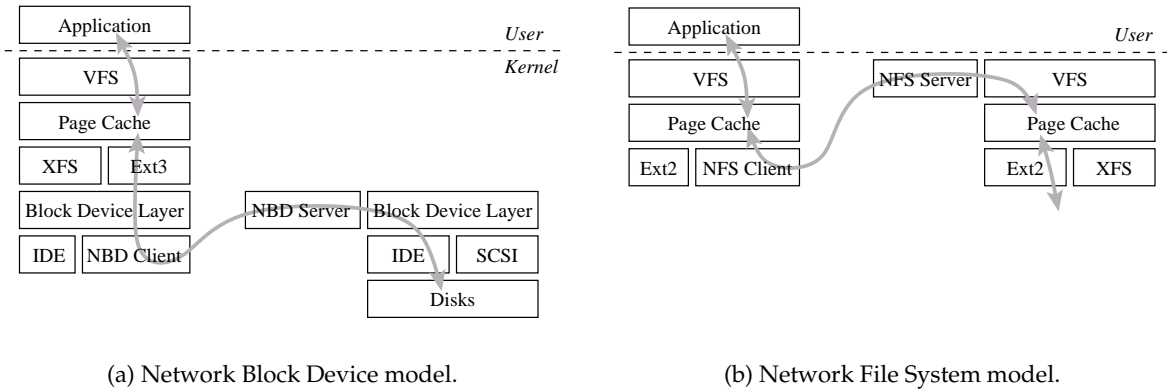 Application
User
Kernel
VFS
Page Cache
XFS Ext3
Block Device Layer NBD Server Block Device Layer
IDE NBD Client IDE SCSI
Disks
(a) Network Block Device model.
Application
User
VFS NFS Server VFS
Page Cache Page Cache
Ext2 NFS Client Ext2 XFS
(b) Network File System model.